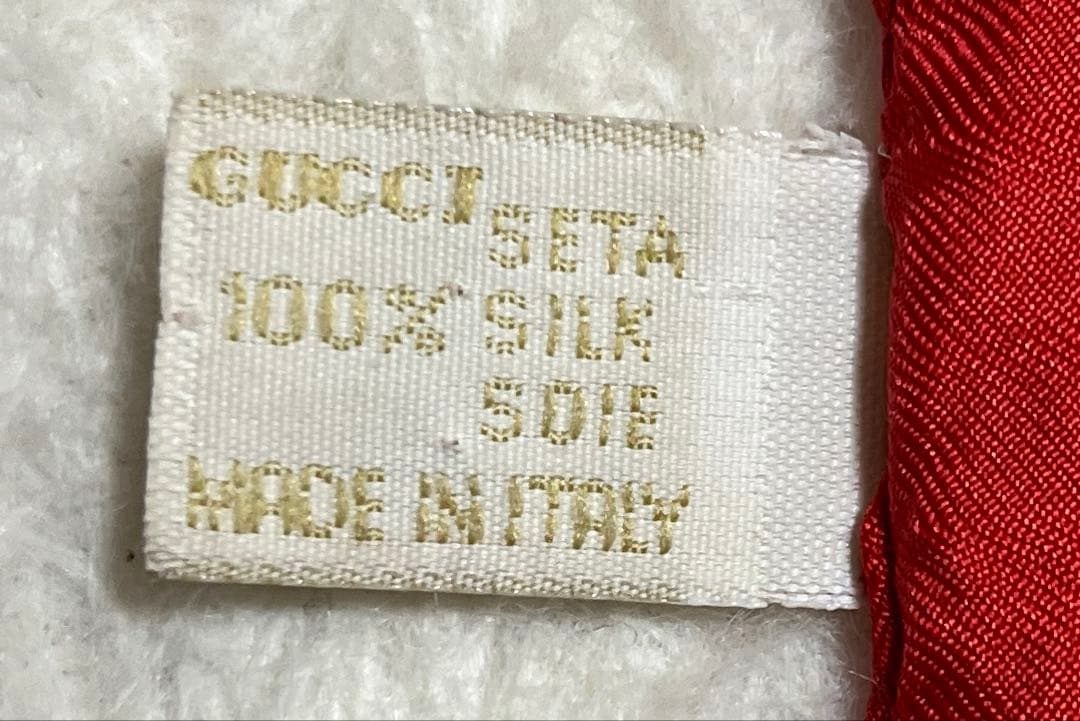 GUCCI
SETA
100% SILK
SOIE
MADE IN ITALY